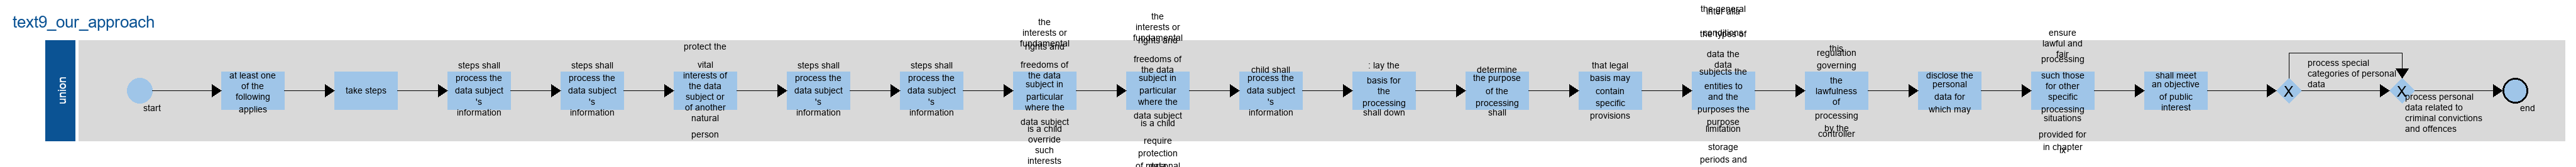 text9_our_approach
union
start
at least one
of the
following
applies
take steps
steps shall
process the
data subject
's
information
steps shall
process the
data subject
's
information
protect the
vital
interests of
the data
subject or
of another
natural
person
steps shall
process the
data subject
's
information
steps shall
process the
data subject
's
information
the
interests or
fundamental
rights and
freedoms of
the data
subject in
particular
where the
data subject
is a child
override
such
interests
the
interests or
fundamental
rights and
freedoms of
the data
subject in
particular
where the
data subject
is a child
require
protection
of personal
child shall
process the
data subject
's
information
: lay the
basis for
the
processing
shall down
determine
the purpose
of the
processing
shall
that legal
basis may
contain
specific
provisions
the general
inter alia
conditions
the types of
data the
data
subjects the
entities to
and the
purposes the
purpose
limitation
storage
periods and
this
regulation
governing
the
lawfulness
of
processing
by the
controller
disclose the
personal
data for
which may
ensure
lawful and
fair
processing
such those
for other
specific
processing
situations
provided for
in chapter
ix
shall meet
an objective
of public
interest
X
process special
categories of personal
data
X
process personal
data related to
criminal convictions
and offences
end